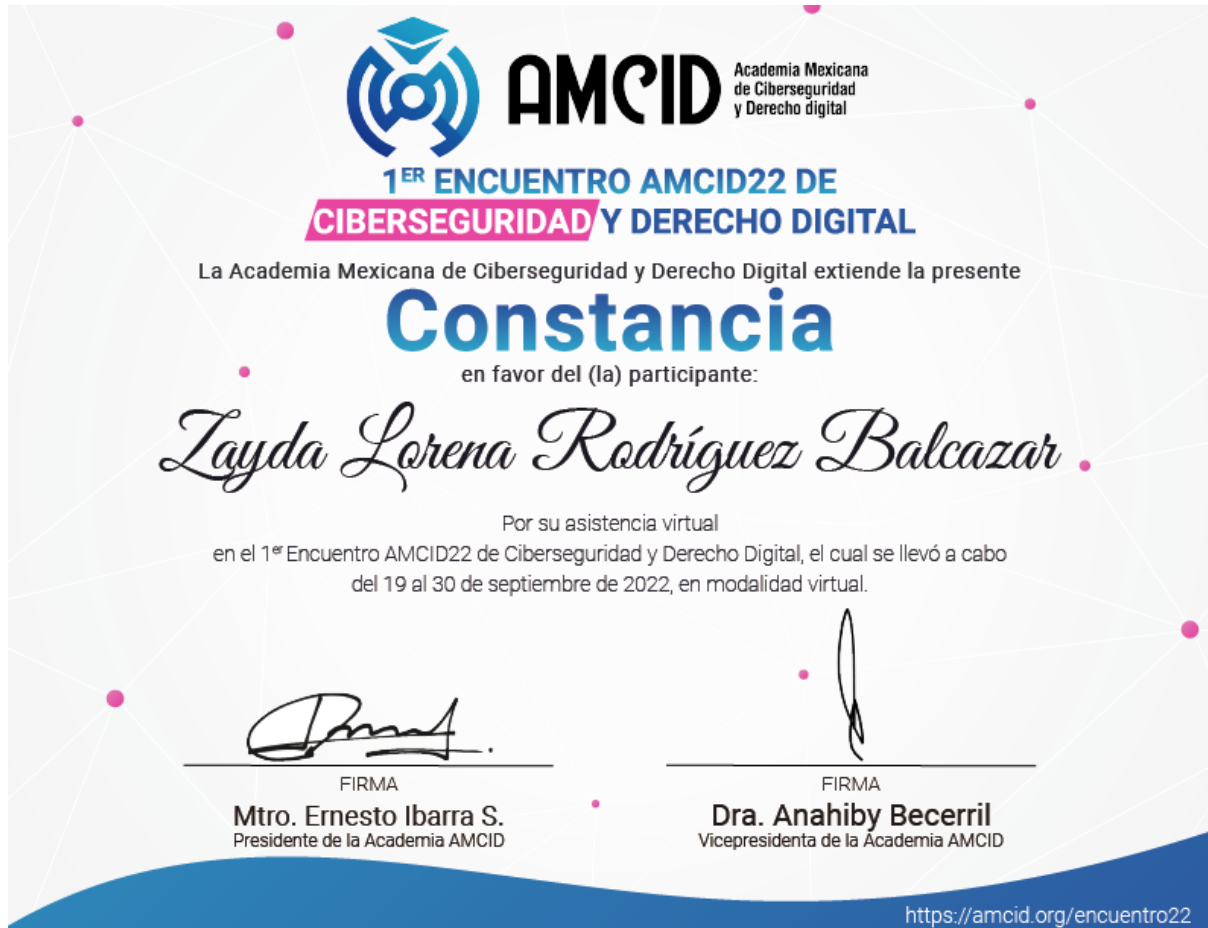 AMCID
Academia Mexicana
de Ciberseguridad
y Derecho digital
1ER ENCUENTRO AMCID22 DE
CIBERSEGURIDAD Y DERECHO DIGITAL
La Academia Mexicana de Ciberseguridad y Derecho Digital extiende la presente
Constancia
en favor del (la) participante:
Zayda Lorena Rodríguez Balcazar
Por su asistencia virtual
en el 1er Encuentro AMCID22 de Ciberseguridad y Derecho Digital, el cual se llevó a cabo
del 19 al 30 de septiembre de 2022, en modalidad virtual.
FIRMA
Mtro. Ernesto Ibarra S.
Presidente de la Academia AMCID
FIRMA
Dra. Anahiby Becerril
Vicepresidenta de la Academia AMCID
https://amcid.org/encuentro22